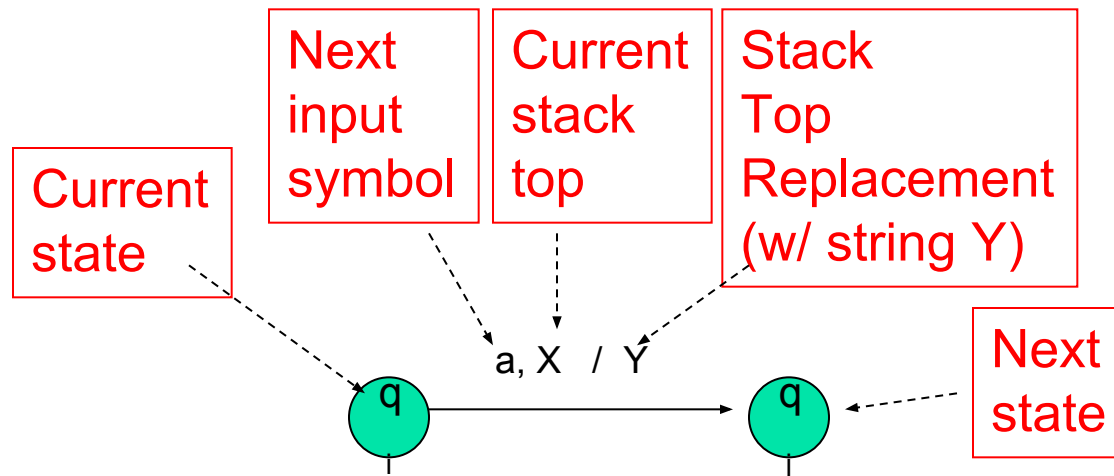 Next
input
symbol
Current
stack
top
Stack
Top
Replacement
(w/ string Y)
Current
state
a, X / Y
Next
state
q
q